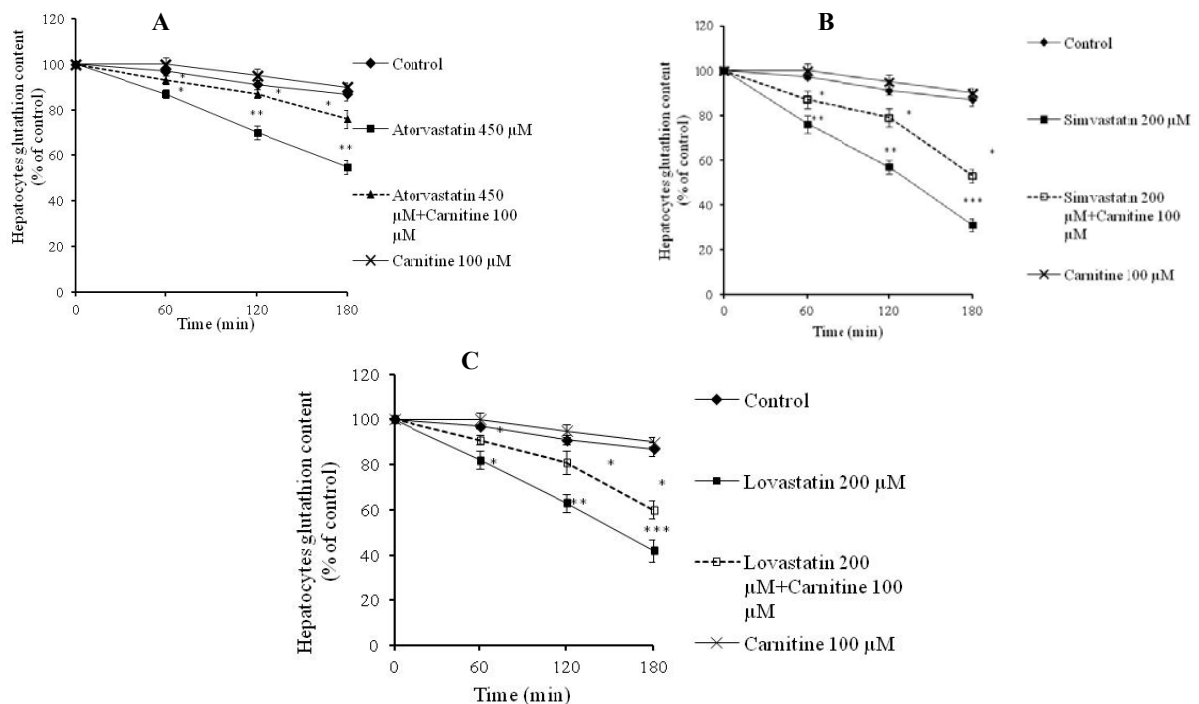 A
Hepatocytes glutathion content
(% of control)
120
100
80
60
40
20
0
0
60
120
180
Time (min)
*
*
*
**
*
**
Control
Atorvastatin 450 µM
Atorvastatin 450
µM+Carnitine 100
µM
Carnitine 100 µM
B
Hepatocytes glutathion content
(% of control)
120
100
80
60
40
20
0
0
60
120
180
Time (min)
*
**
*
**
*
***
Control
Simvastatin 200 µM
Simvastatin 200
µM+Carnitine 100
µM
Carnitine 100 µM
C
Hepatocytes glutathion content
(% of control)
120
100
80
60
40
20
0
0
60
120
180
Time (min)
*
*
*
**
*
***
Control
Lovastatin 200 µM
Lovastatin 200
µM+Carnitine 100
µM
Carnitine 100 µM